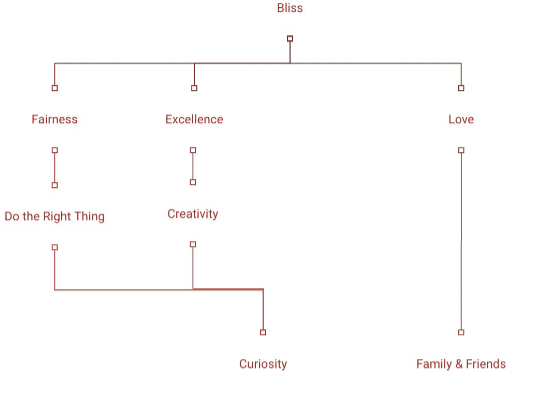 Bliss
Fairness
Excellence
Love
Do the Right Thing
Creativity
Curiosity
Family & Friends